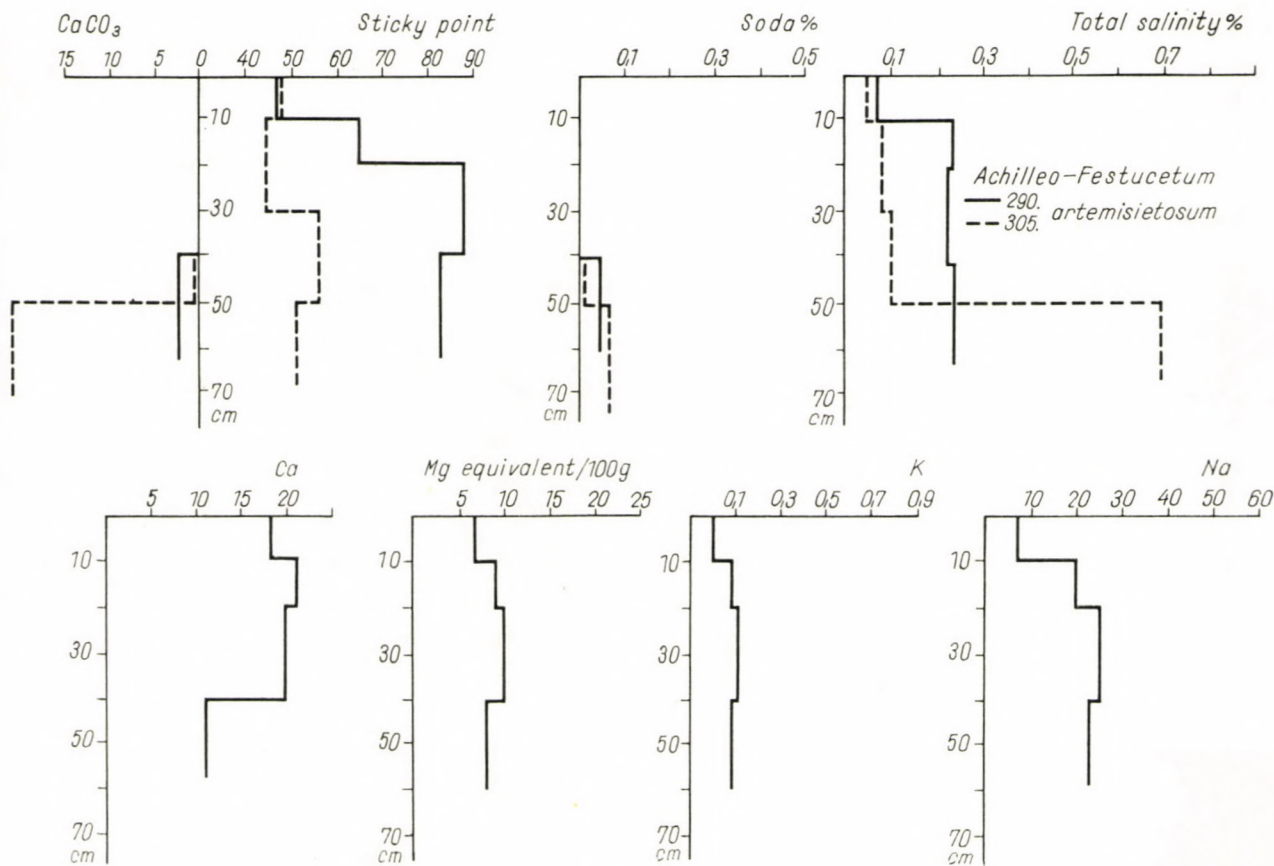 CaCO₃ Sticky point Soda% Total salinity%
15 10 5 0 40 50 60 70 80 90 0,1 0,3 0,5 0,1 0,3 0,5 0,7
10 10 10
Achilleo-Festucetum
290. artemisietosum
305.
30 30 30
50 50 50
70 70 70
cm cm cm
Ca Mg equivalent/100g K Na
5 10 15 20 5 10 15 20 25 0,1 0,3 0,5 0,7 0,9 10 20 30 40 50 60
10 10 10 10
30 30 30 30
50 50 50 50
70 70 70 70
cm cm cm cm